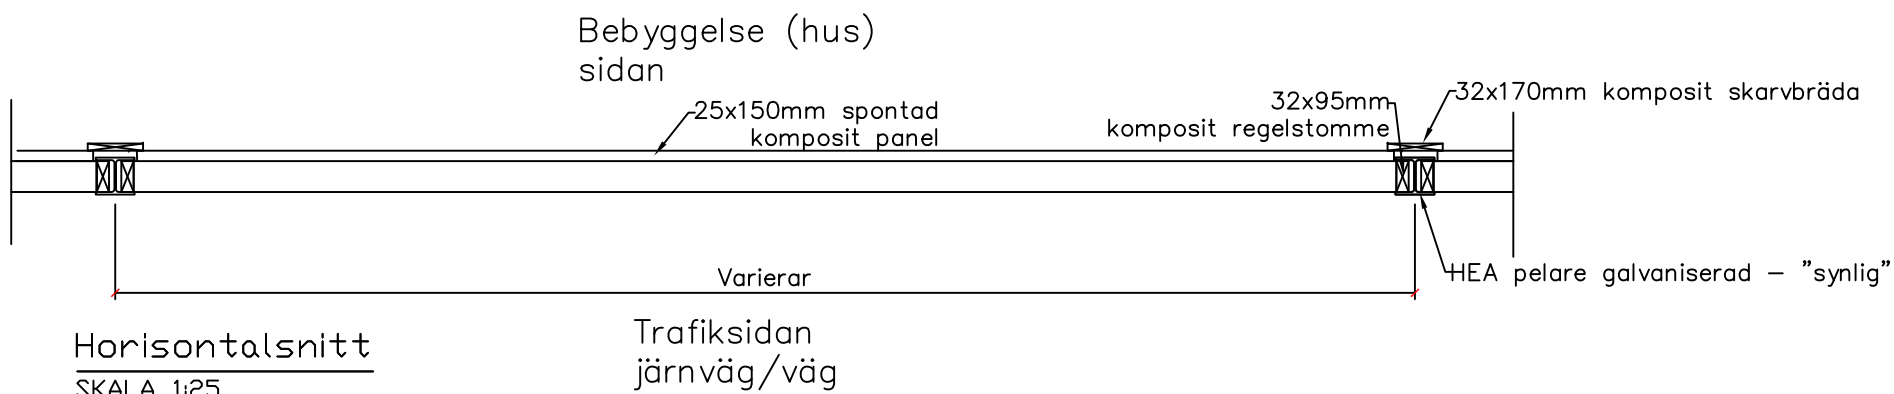 Bebyggelse (hus)
sidan
25x150mm spontad
komposit panel
32x95mm
komposit regelstomme
32x170mm komposit skarvbräda
HEA pelare galvaniserad – ”synlig”
Varierar
Trafiksidan
järnväg/väg
Horisontalsnitt
SKALA 1:25